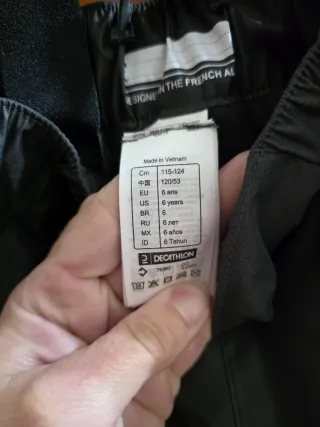 DESIGNED IN THE FRENCH AL
Made in Vietnam
Cm 115-124
中国 120/53
EU 6 ans
US 6 years
BR 6
RU 6 лет
MX 6 años
ID 6 Tahun
DECATHLON